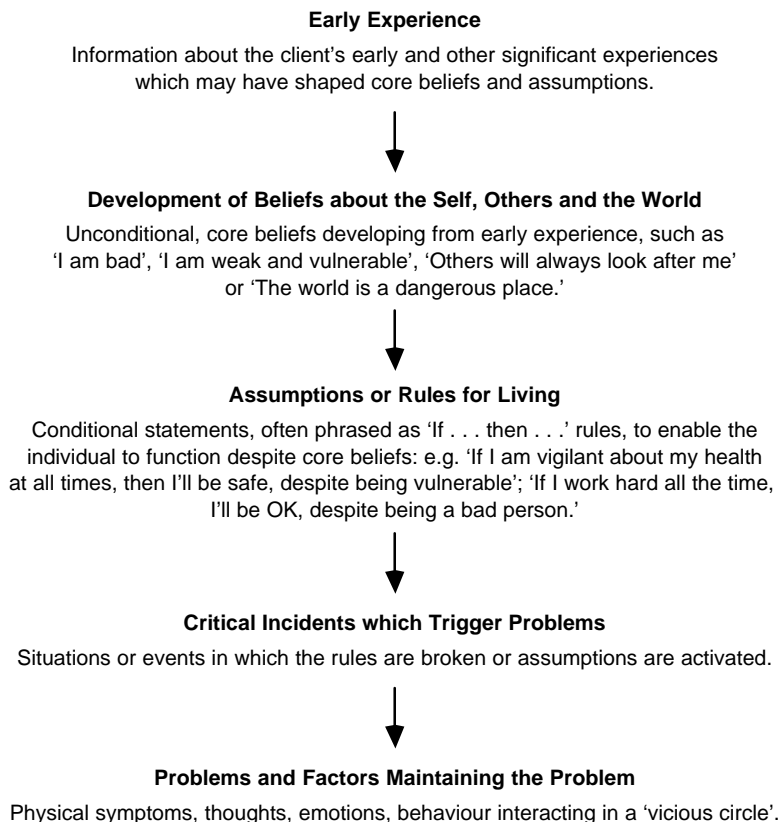 Early Experience
Information about the client’s early and other significant experiences
which may have shaped core beliefs and assumptions.
Development of Beliefs about the Self, Others and the World
Unconditional, core beliefs developing from early experience, such as
‘I am bad’, ‘I am weak and vulnerable’, ‘Others will always look after me’
or ‘The world is a dangerous place.’
Assumptions or Rules for Living
Conditional statements, often phrased as ‘If . . . then . . .’ rules, to enable the
individual to function despite core beliefs: e.g. ‘If I am vigilant about my health
at all times, then I’ll be safe, despite being vulnerable’; ‘If I work hard all the time,
I’ll be OK, despite being a bad person.’
Critical Incidents which Trigger Problems
Situations or events in which the rules are broken or assumptions are activated.
Problems and Factors Maintaining the Problem
Physical symptoms, thoughts, emotions, behaviour interacting in a ‘vicious circle’.